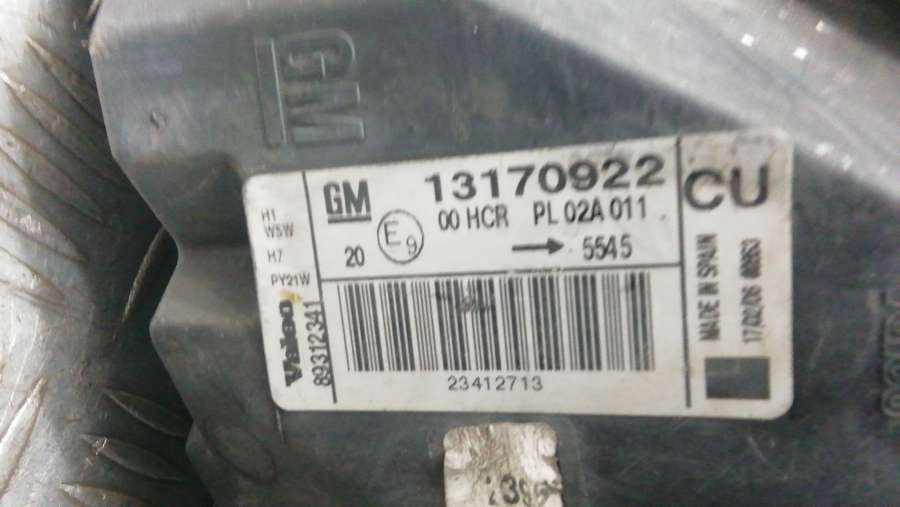 GM
H1
W5W
H7
PY21W
Valeo
89312341
GM 13170922
00 HCR PL 02A 011
20 E9 → 5545
23412713
CU
MADE IN SPAIN
17/02/06